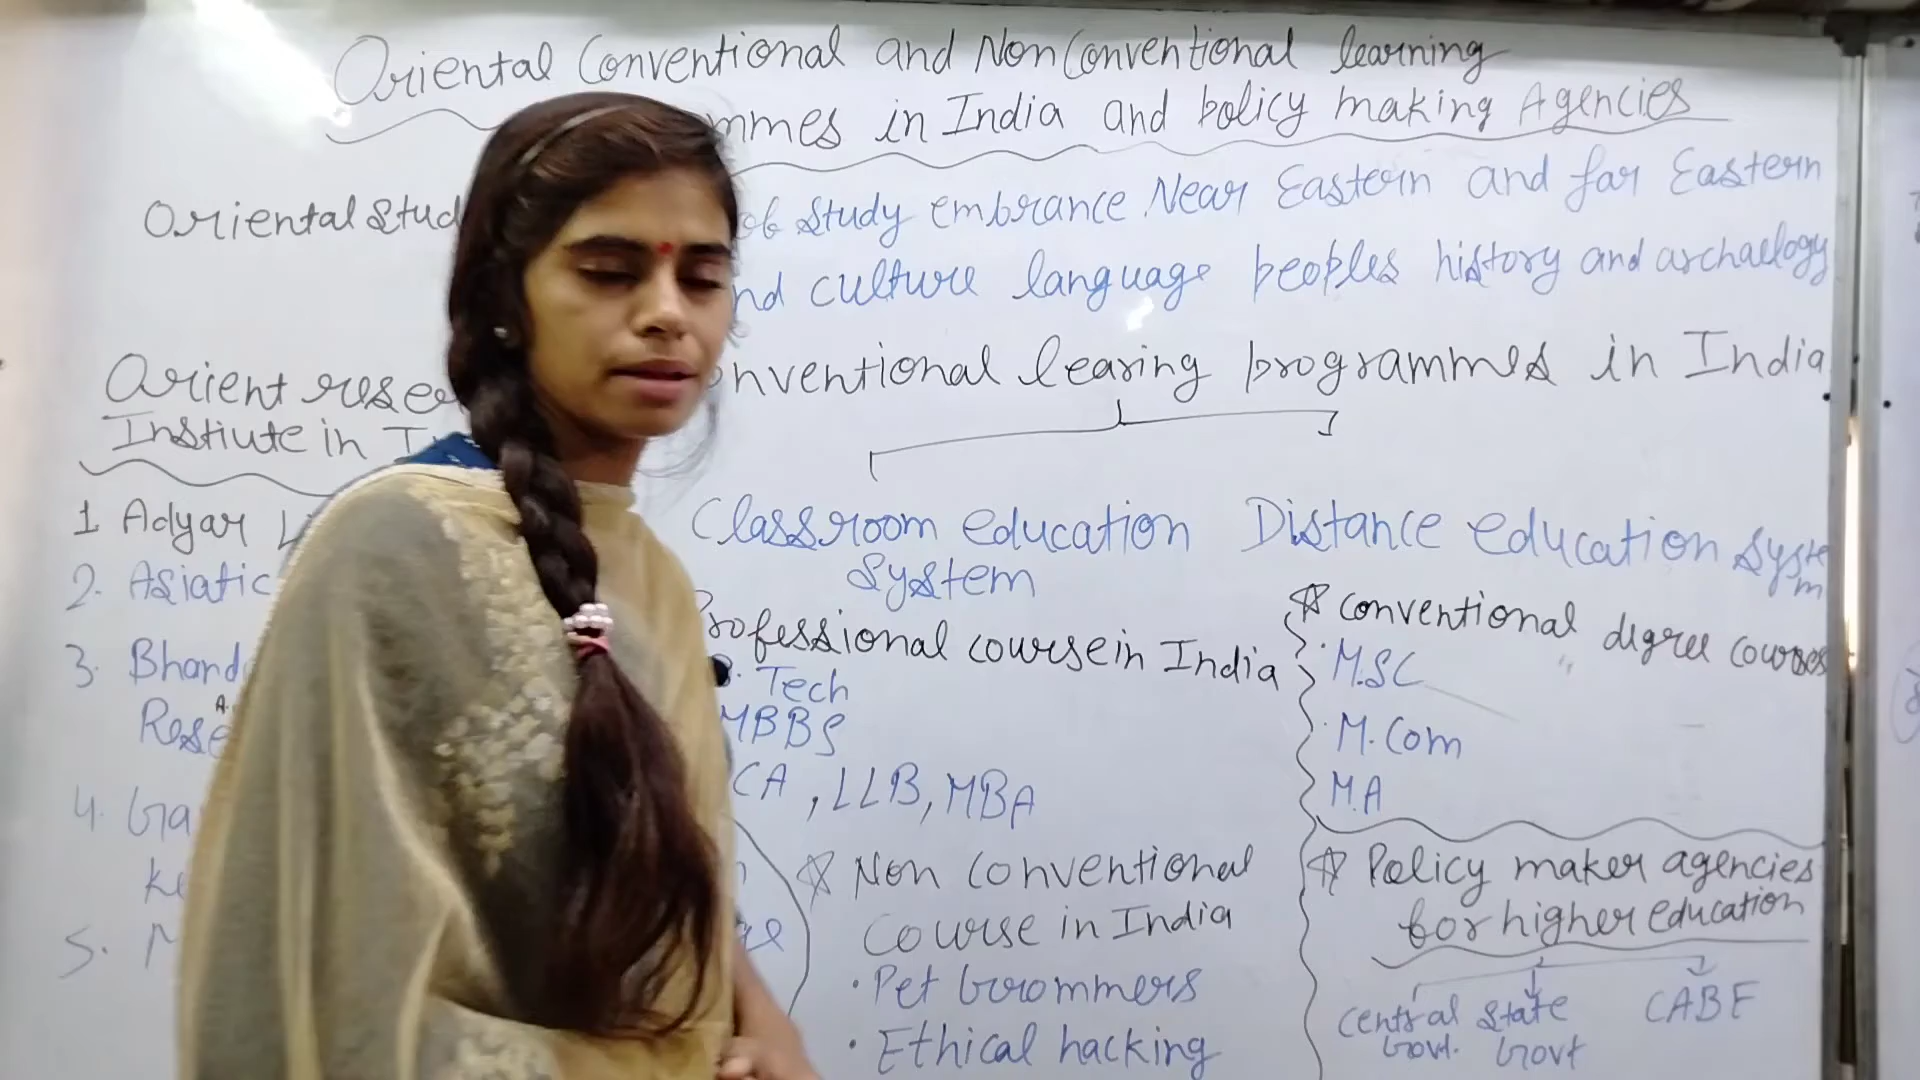 Oriental Conventional and Non Conventional learning
mmes in India and policy making Agencies
Oriental Stud
of Study embrance Near Eastern and far Eastern
nd culture language peoples history and archaelogy
Orient resea
Institute in I
onventional learing programmes in India
1 Adyar L
2. Asiatic
3. Bhand
Rese
4. Ga
Ke
5. M
Classroom education
System
Distance education System
Professional course in India
B. Tech
MBBS
CA, LLB, MBA
☆ Conventional degree courses
· M.SC
· M.Com
M.A
☆ Non Conventional
Course in India
· Pet Groommers
· Ethical hacking
☆ Policy maker agencies
for higher education
Central Govt.
State Govt
CABE